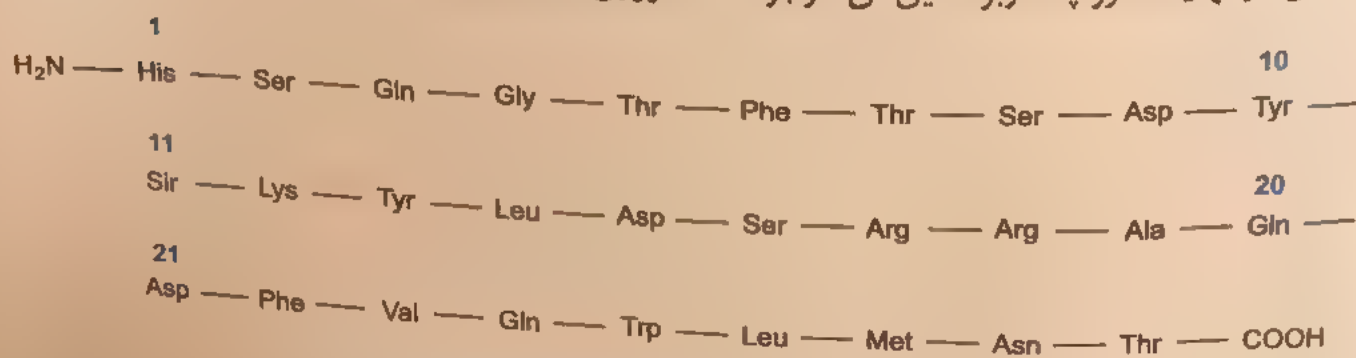 1 10
H₂N — His — Ser — Gln — Gly — Thr — Phe — Thr — Ser — Asp — Tyr —
11 20
Sir — Lys — Tyr — Leu — Asp — Ser — Arg — Arg — Ala — Gln —
21
Asp — Phe — Val — Gln — Trp — Leu — Met — Asn — Thr — COOH